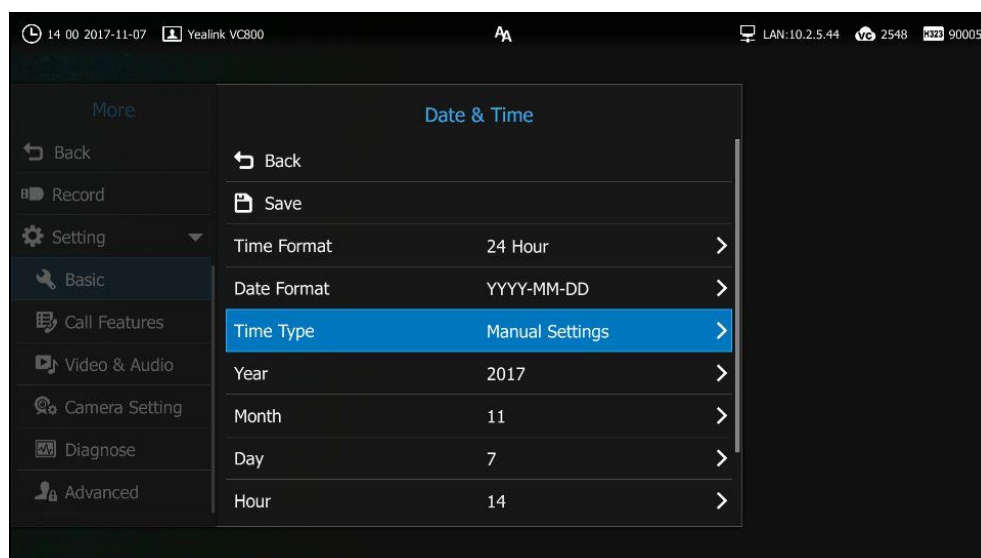 14 00 2017-11-07 Yealink VC800 AA LAN:10.2.5.44 VC 2548 H323 90005
More
Back
Record
Setting
Basic
Call Features
Video & Audio
Camera Setting
Diagnose
Advanced
Date & Time
Back
Save
Time Format 24 Hour
Date Format YYYY-MM-DD
Time Type Manual Settings
Year 2017
Month 11
Day 7
Hour 14